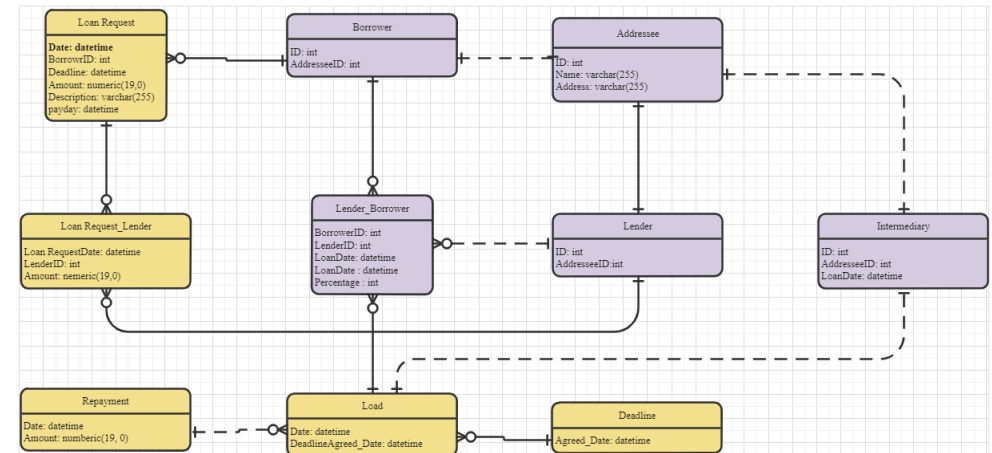 Loan Request
Date: datetime
BorrowrID: int
Deadline: datetime
Amount: numeric(19,0)
Description: varchar(255)
payday: datetime
Borrower
ID: int
AddresseeID: int
Addressee
ID: int
Name: varchar(255)
Address: varchar(255)
Loan Request_Lender
Loan RequestDate: datetime
LenderID: int
Amount: nemeric(19,0)
Lender_Borrower
BorrowerID: int
LenderID: int
LoanDate: datetime
LoanDate : datetime
Percentage : int
Lender
ID: int
AddresseeID:int
Intermediary
ID: int
AddresseeID: int
LoanDate: datetime
Repayment
Date: datetime
Amount: numberic(19, 0)
Load
Date: datetime
DeadlineAgreed_Date: datetime
Deadline
Agreed_Date: datetime